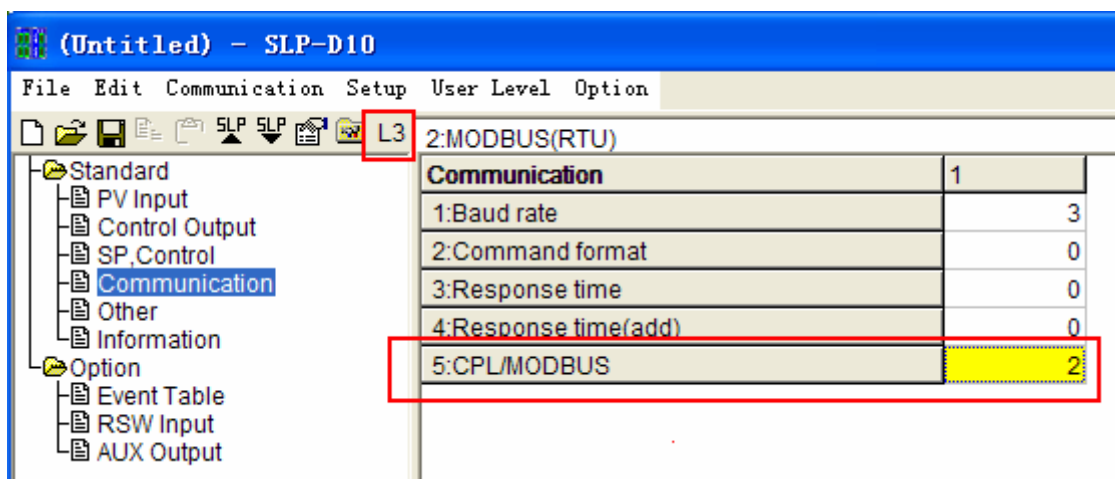 (Untitled) - SLP-D10
File Edit Communication Setup User Level Option
SLP SLP L3
2:MODBUS(RTU)
Standard
PV Input
Control Output
SP,Control
Communication
Other
Information
Option
Event Table
RSW Input
AUX Output
Communication 1
1:Baud rate 3
2:Command format 0
3:Response time 0
4:Response time(add) 0
5:CPL/MODBUS 2